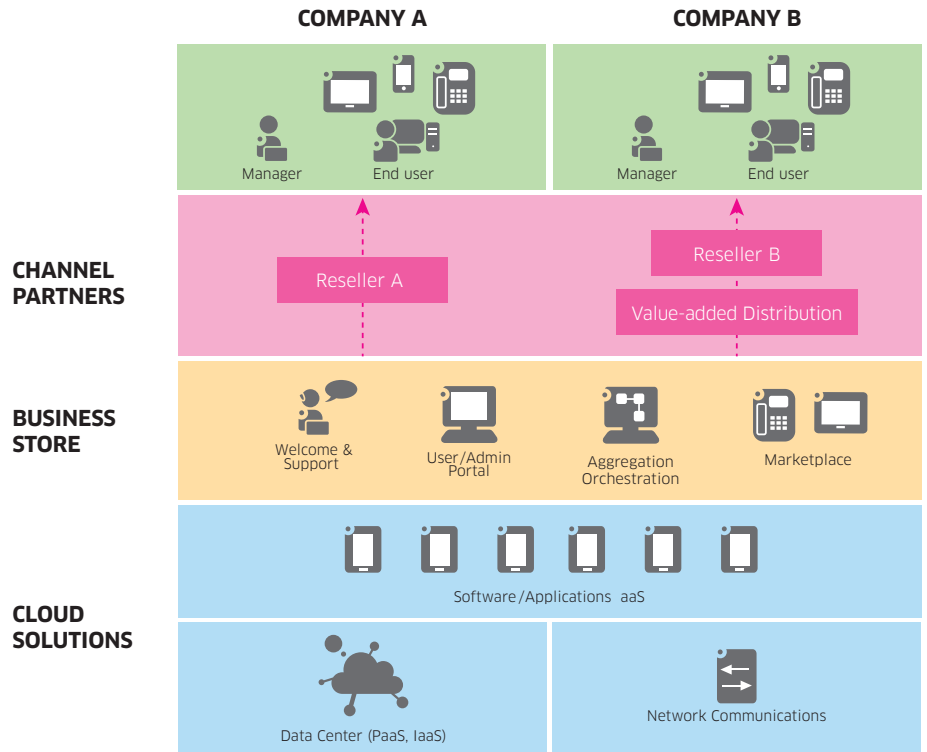 COMPANY A
COMPANY B
Manager
End user
Manager
End user
CHANNEL
PARTNERS
Reseller A
Reseller B
Value-added Distribution
BUSINESS
STORE
Welcome &
Support
User/Admin
Portal
Aggregation
Orchestration
Marketplace
CLOUD
SOLUTIONS
Software/Applications aaS
Data Center (PaaS, IaaS)
Network Communications